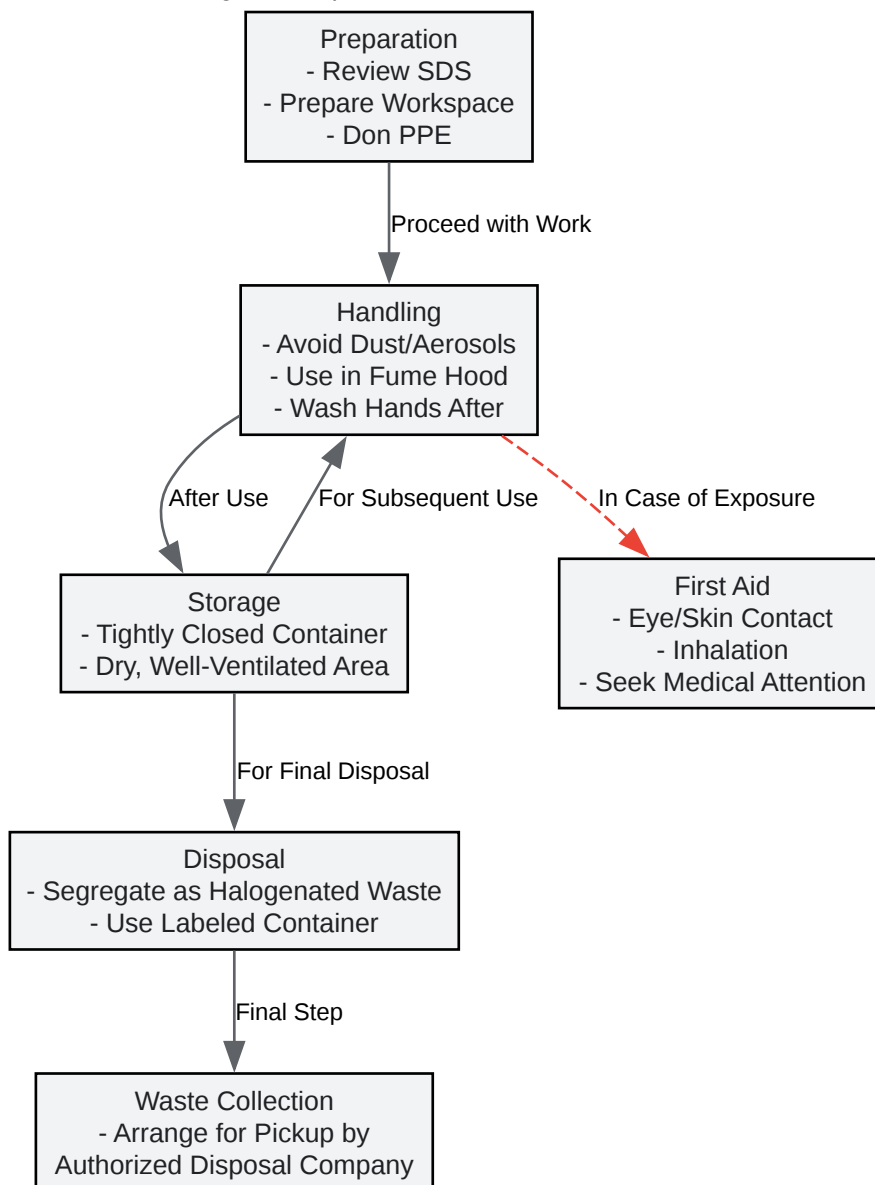 Preparation
- Review SDS
- Prepare Workspace
- Don PPE
Proceed with Work
Handling
- Avoid Dust/Aerosols
- Use in Fume Hood
- Wash Hands After
After Use
For Subsequent Use
In Case of Exposure
Storage
- Tightly Closed Container
- Dry, Well-Ventilated Area
First Aid
- Eye/Skin Contact
- Inhalation
- Seek Medical Attention
For Final Disposal
Disposal
- Segregate as Halogenated Waste
- Use Labeled Container
Final Step
Waste Collection
- Arrange for Pickup by
Authorized Disposal Company